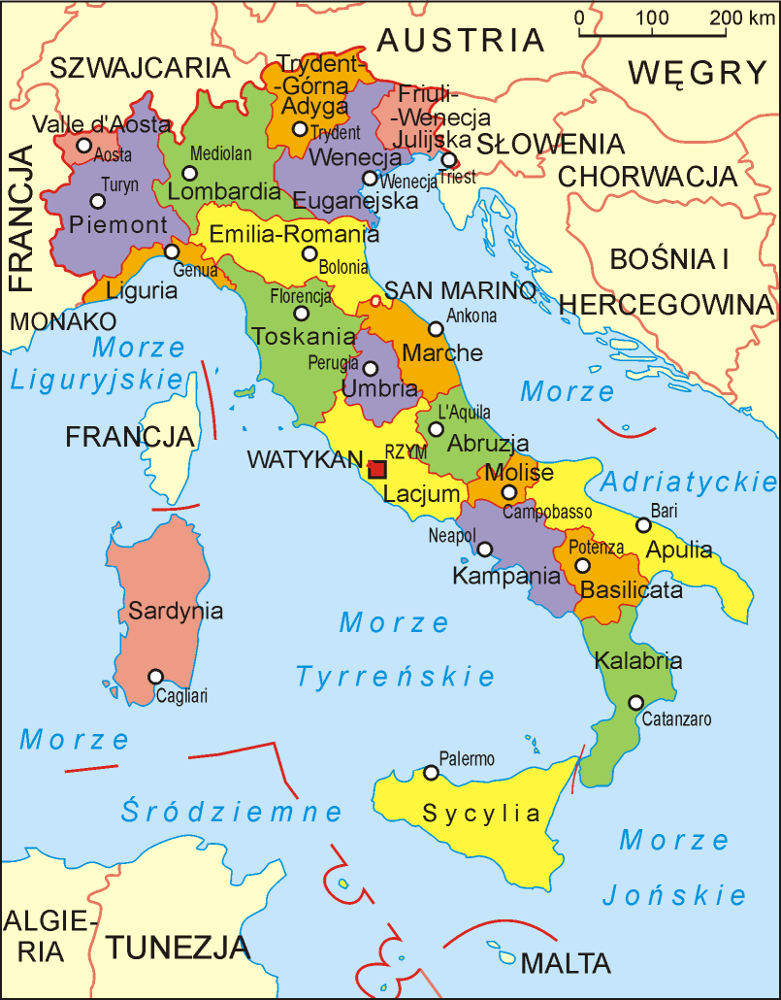 0 100 200 km
AUSTRIA
SZWAJCARIA
WĘGRY
Trydent-
-Górna
Adyga
Trydent
Friuli-
-Wenecja
Julijska
Valle d'Aosta
Aosta
Mediolan
Lombardia
Wenecja
Euganejska
Wenecja
Triest
SŁOWENIA
CHORWACJA
FRANCJA
Turyn
Piemont
Emilia-Romania
Bolonia
BOŚNIA I
HERCEGOWINA
Genua
Liguria
Florencja
Toskania
SAN MARINO
Ankona
Marche
MONAKO
Morze
Liguryjskie
Perugia
Umbria
Morze
Adriatyckie
FRANCJA
L'Aquila
Abruzja
WATYKAN
RZYM
Lacjum
Molise
Campobasso
Bari
Apulia
Neapol
Kampania
Potenza
Basilicata
Sardynia
Cagliari
Morze
Tyrreńskie
Kalabria
Catanzaro
Morze
Śródziemne
Palermo
Sycylia
Morze
Jońskie
ALGIE-
RIA
TUNEZJA
MALTA